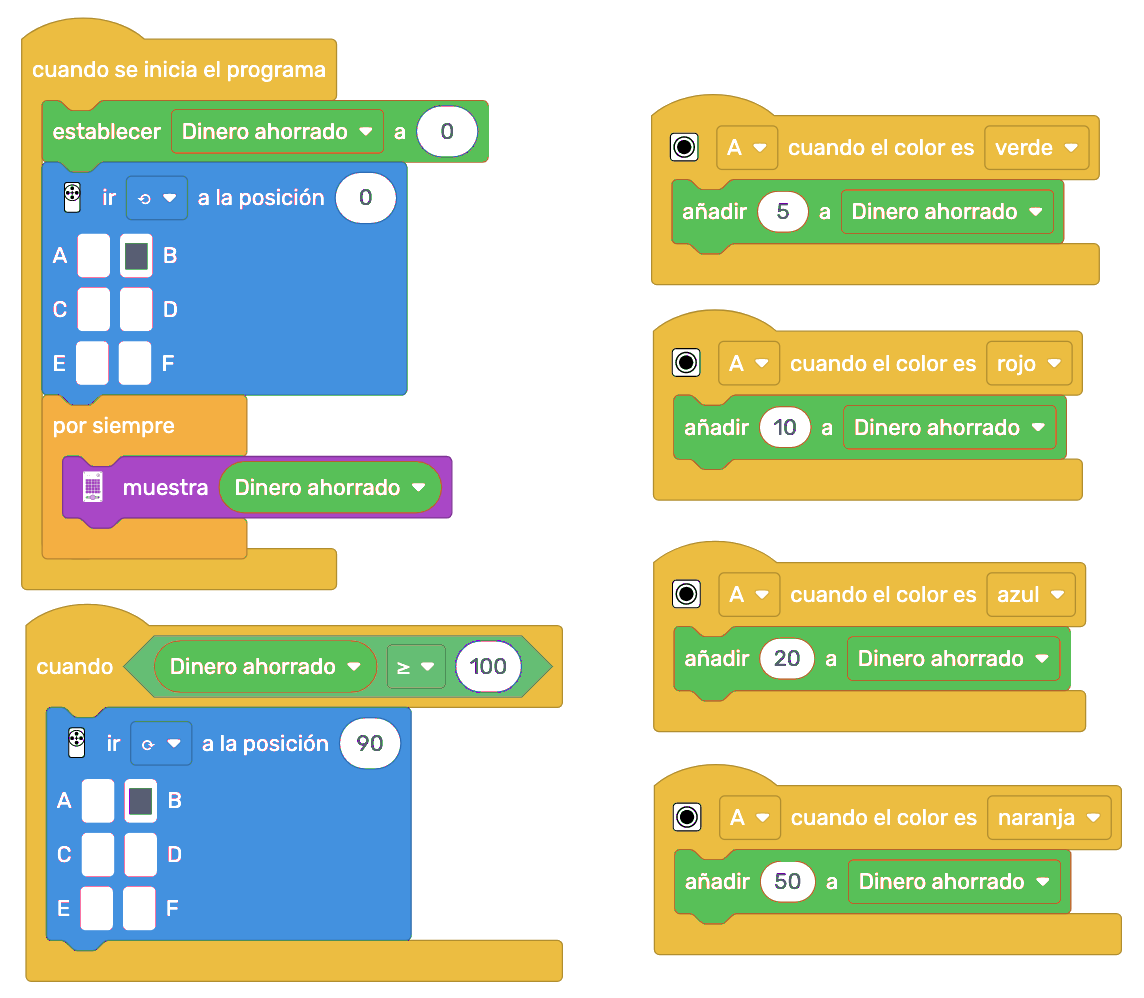 cuando se inicia el programa
establecer Dinero ahorrado a 0
ir a la posición 0
A B
C D
E F
por siempre
muestra Dinero ahorrado
cuando Dinero ahorrado ≥ 100
ir a la posición 90
A B
C D
E F
A cuando el color es verde
añadir 5 a Dinero ahorrado
A cuando el color es rojo
añadir 10 a Dinero ahorrado
A cuando el color es azul
añadir 20 a Dinero ahorrado
A cuando el color es naranja
añadir 50 a Dinero ahorrado